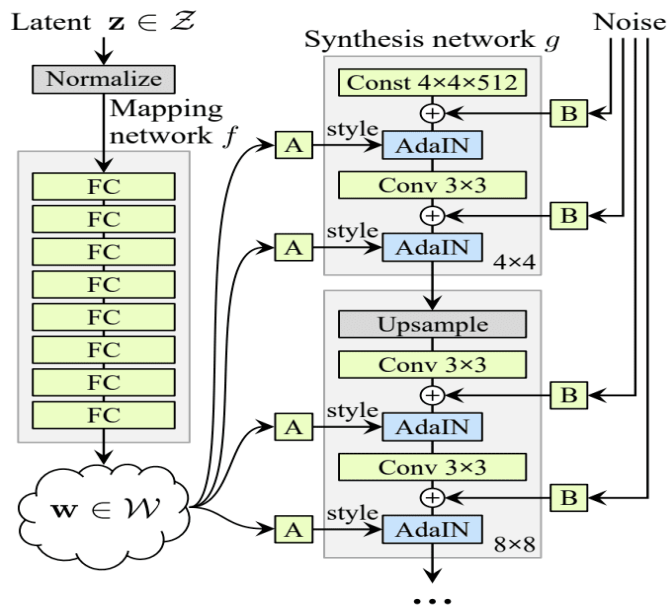 Latent z ∈ 𝒵
Normalize
Mapping
network f
FC
FC
FC
FC
FC
FC
FC
FC
w ∈ 𝒲
Synthesis network g
Noise
Const 4×4×512
B
A
style
AdaIN
Conv 3×3
B
A
style
AdaIN
4×4
Upsample
Conv 3×3
B
A
style
AdaIN
Conv 3×3
B
A
style
AdaIN
8×8
...